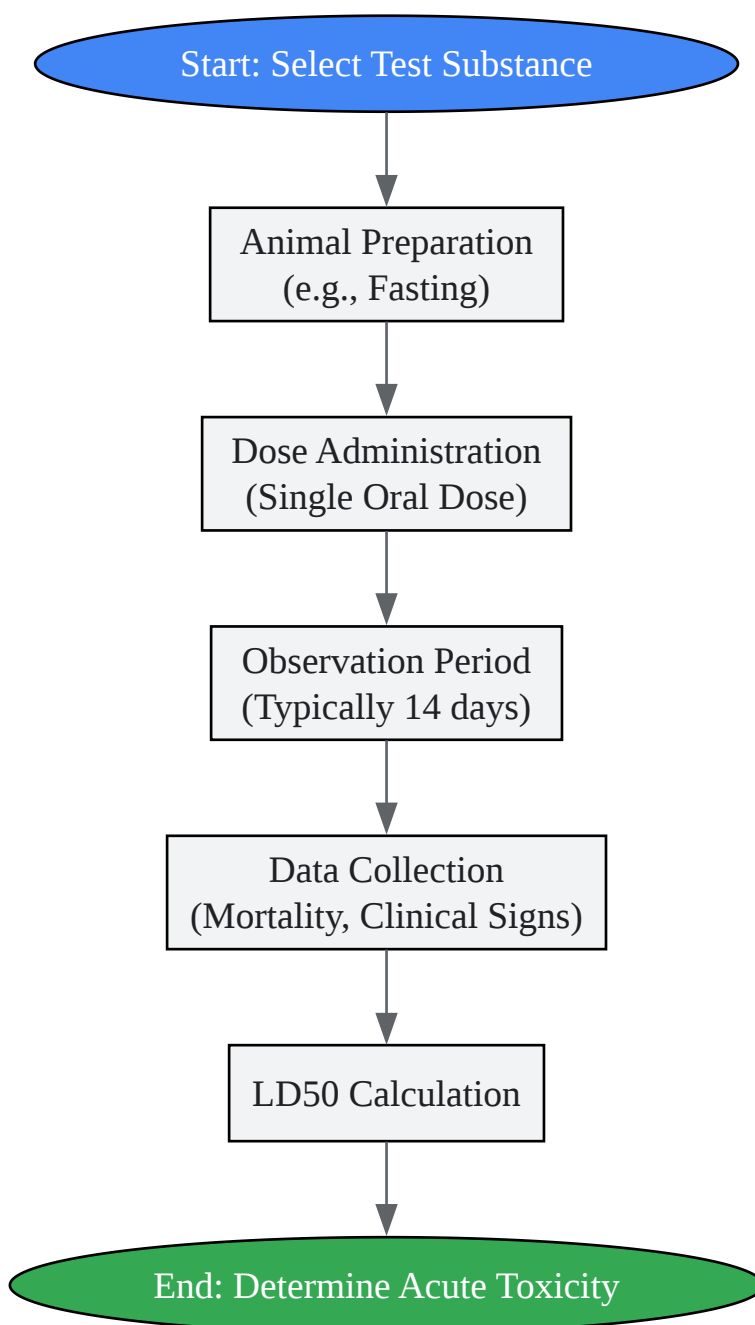 Start: Select Test Substance
Animal Preparation
(e.g., Fasting)
Dose Administration
(Single Oral Dose)
Observation Period
(Typically 14 days)
Data Collection
(Mortality, Clinical Signs)
LD50 Calculation
End: Determine Acute Toxicity